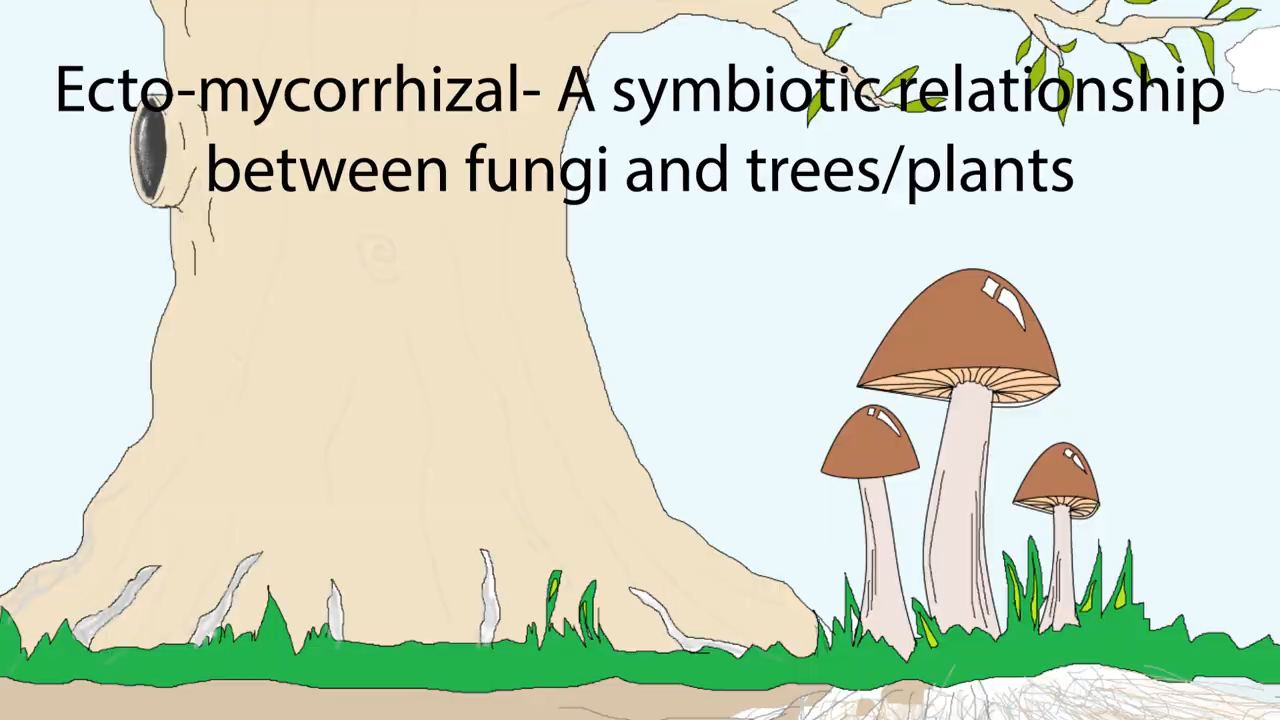 Ecto-mycorrhizal- A symbiotic relationship
between fungi and trees/plants